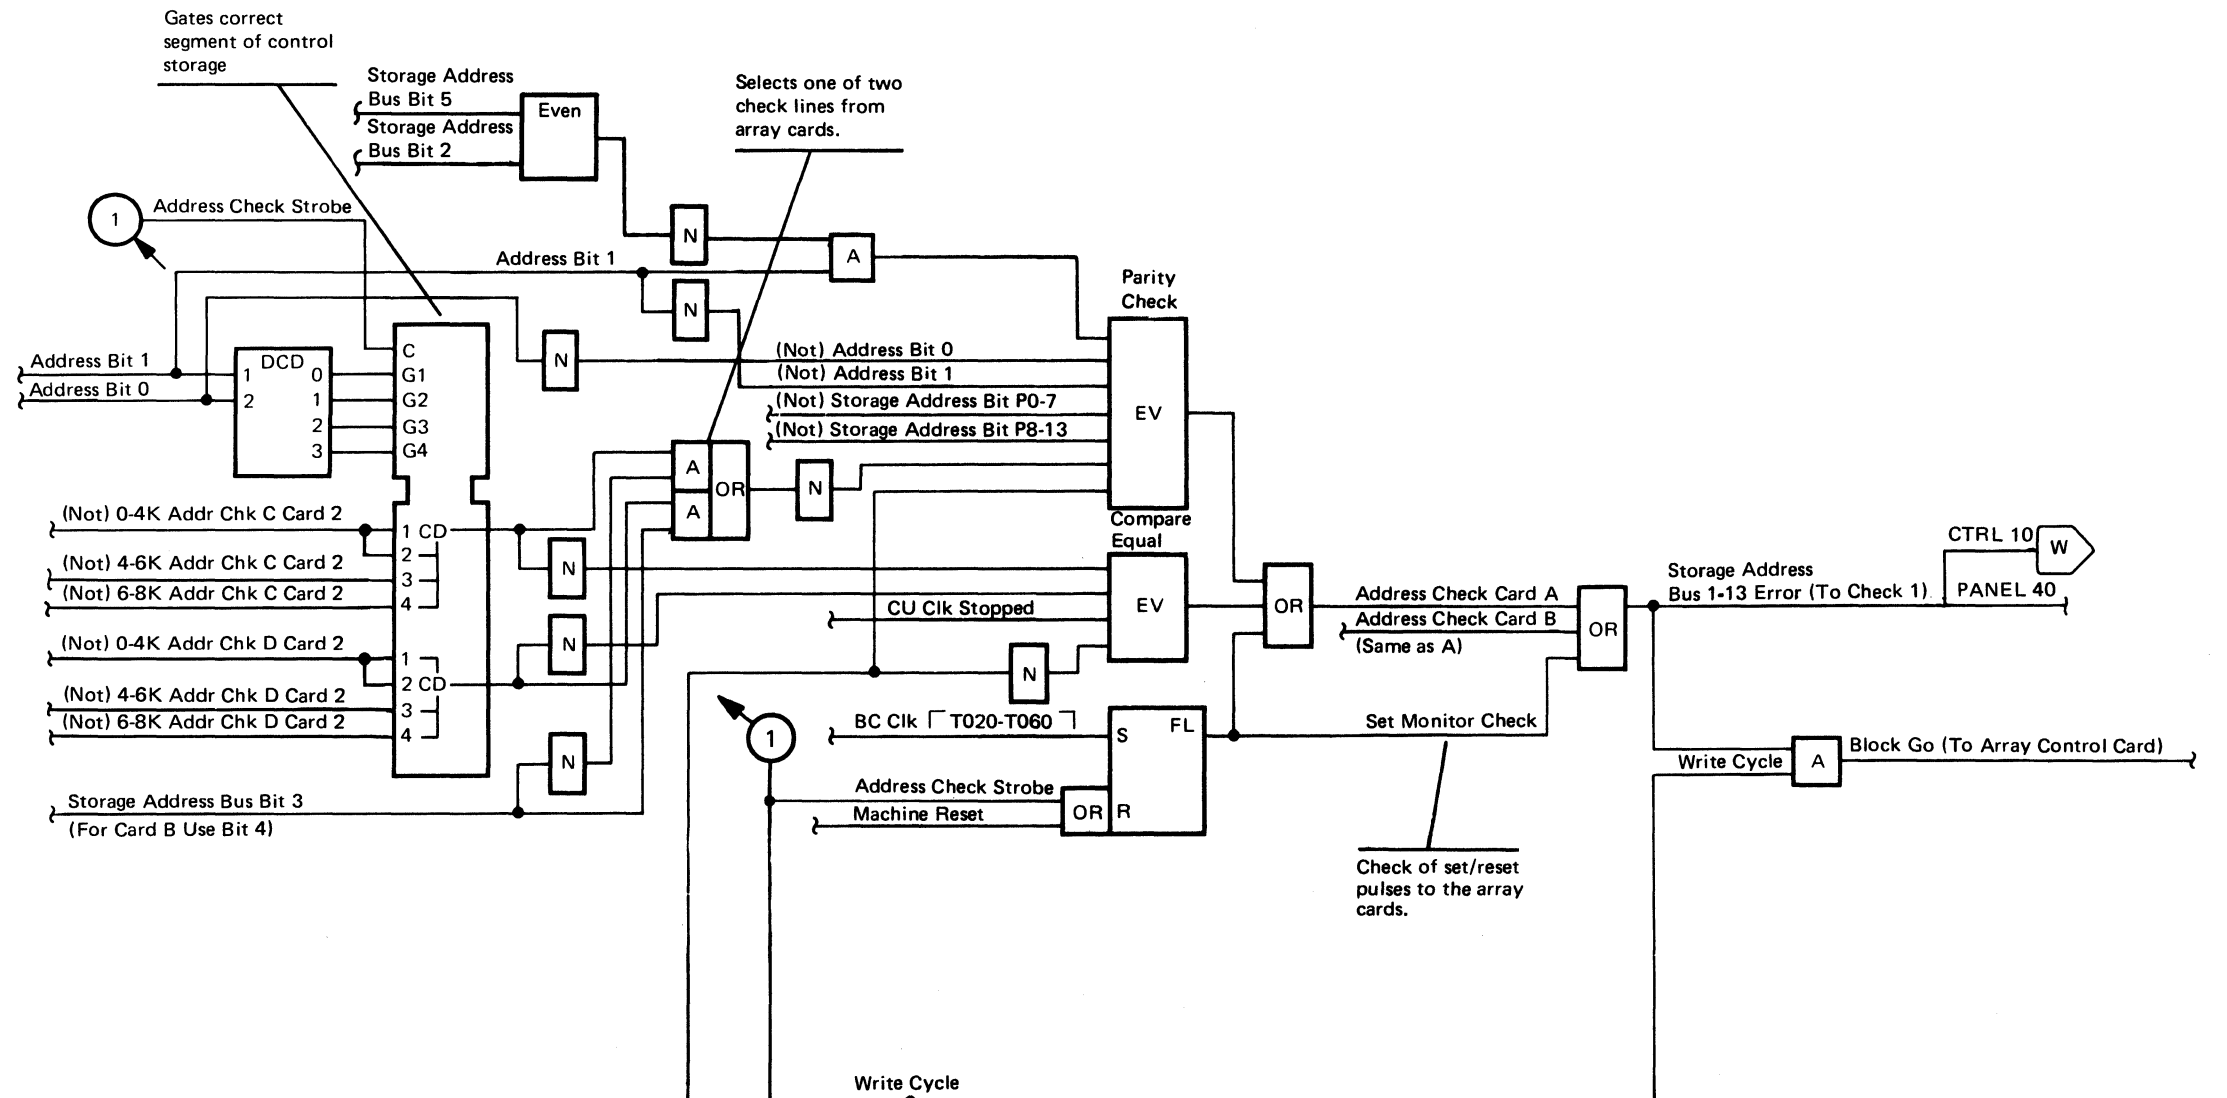 Gates correct
segment of control
storage
Storage Address
Bus Bit 5
Storage Address
Bus Bit 2
Even
Selects one of two
check lines from
array cards.
1
Address Check Strobe
N
Address Bit 1
A
N
Parity
Check
N
C
Address Bit 1
Address Bit 0
DCD
1
2
0
1
2
3
G1
G2
G3
G4
(Not) Address Bit 0
(Not) Address Bit 1
(Not) Storage Address Bit P0-7
(Not) Storage Address Bit P8-13
EV
A
A
OR
N
(Not) 0-4K Addr Chk C Card 2
(Not) 4-6K Addr Chk C Card 2
(Not) 6-8K Addr Chk C Card 2
1 CD
2
3
4
N
Compare
Equal
EV
CU Clk Stopped
OR
Address Check Card A
Address Check Card B
(Same as A)
OR
Storage Address
Bus 1-13 Error (To Check 1)
CTRL 10
W
PANEL 40
(Not) 0-4K Addr Chk D Card 2
(Not) 4-6K Addr Chk D Card 2
(Not) 6-8K Addr Chk D Card 2
1
2 CD
3
4
N
N
1
BC Clk T020-T060
S
FL
Set Monitor Check
Write Cycle
A
Block Go (To Array Control Card)
N
Storage Address Bus Bit 3
(For Card B Use Bit 4)
Address Check Strobe
Machine Reset
OR
R
Check of set/reset
pulses to the array
cards.
Write Cycle